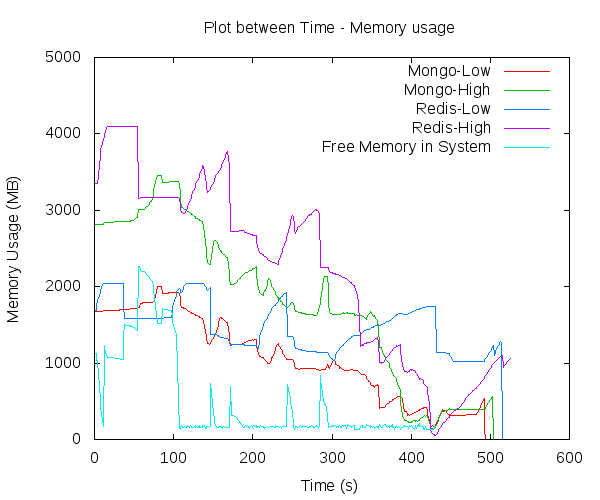 Plot between Time - Memory usage
Memory Usage (MB)
5000
4000
3000
2000
1000
0
Mongo-Low
Mongo-High
Redis-Low
Redis-High
Free Memory in System
0 100 200 300 400 500 600
Time (s)